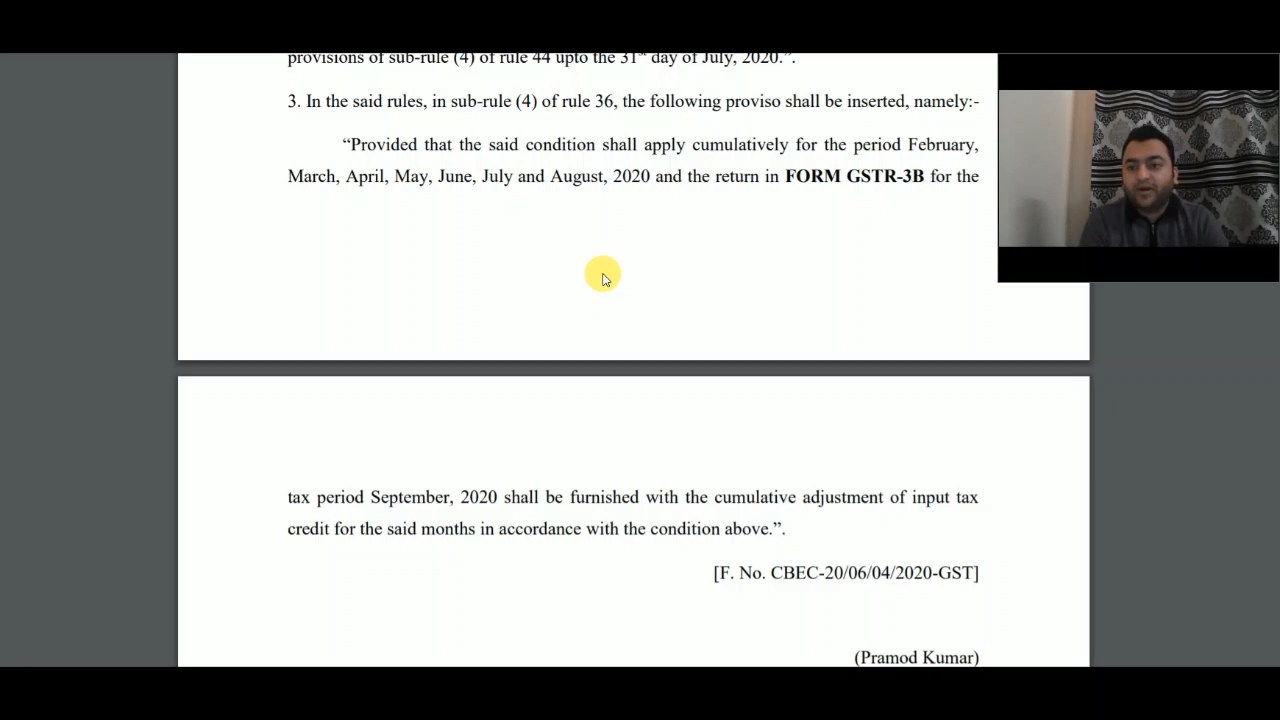 provisions of sub-rule (4) of rule 44 upto the 31st day of July, 2020.”.
3. In the said rules, in sub-rule (4) of rule 36, the following proviso shall be inserted, namely:-
“Provided that the said condition shall apply cumulatively for the period February,
March, April, May, June, July and August, 2020 and the return in FORM GSTR-3B for the
tax period September, 2020 shall be furnished with the cumulative adjustment of input tax
credit for the said months in accordance with the condition above.”.
[F. No. CBEC-20/06/04/2020-GST]
(Pramod Kumar)